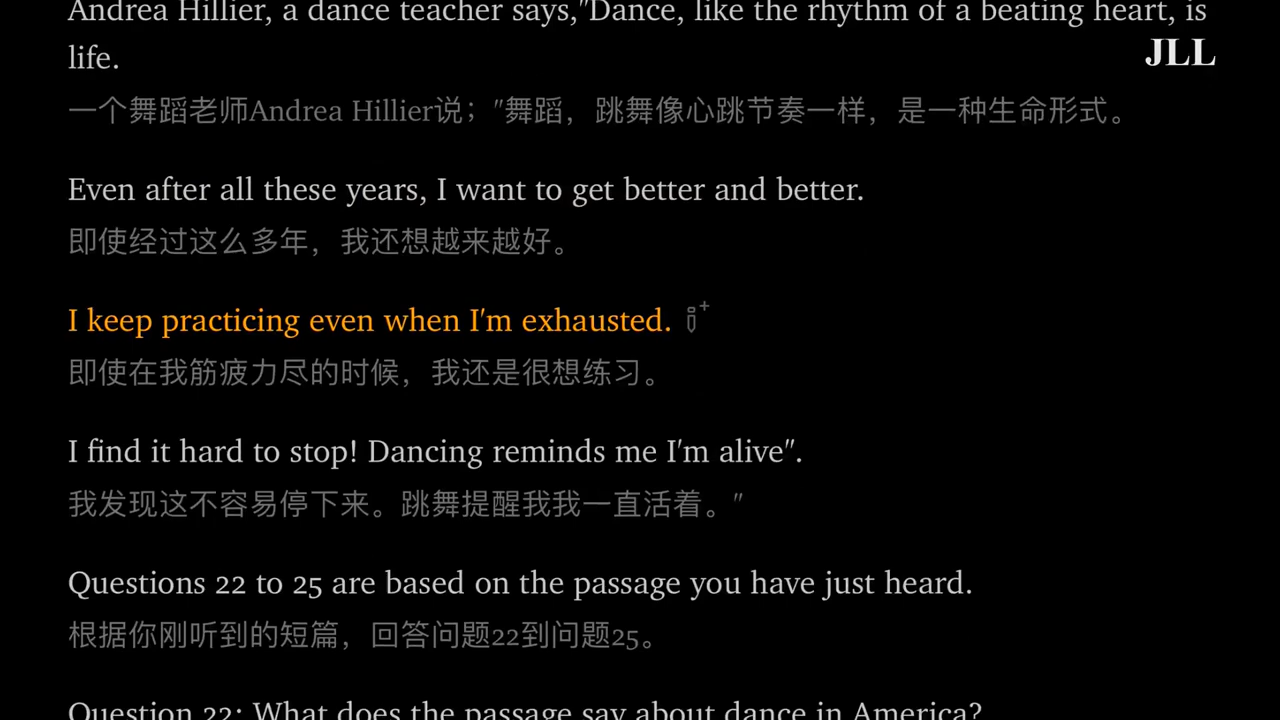 Andrea Hillier, a dance teacher says,"Dance, like the rhythm of a beating heart, is
life.
JLL
一个舞蹈老师Andrea Hillier说；"舞蹈，跳舞像心跳节奏一样，是一种生命形式。
Even after all these years, I want to get better and better.
即使经过这么多年，我还想越来越好。
I keep practicing even when I'm exhausted.
即使在我筋疲力尽的时候，我还是很想练习。
I find it hard to stop! Dancing reminds me I'm alive".
我发现这不容易停下来。跳舞提醒我我一直活着。"
Questions 22 to 25 are based on the passage you have just heard.
根据你刚听到的短篇，回答问题22到问题25。
Question 22: What does the passage say about dance in America?